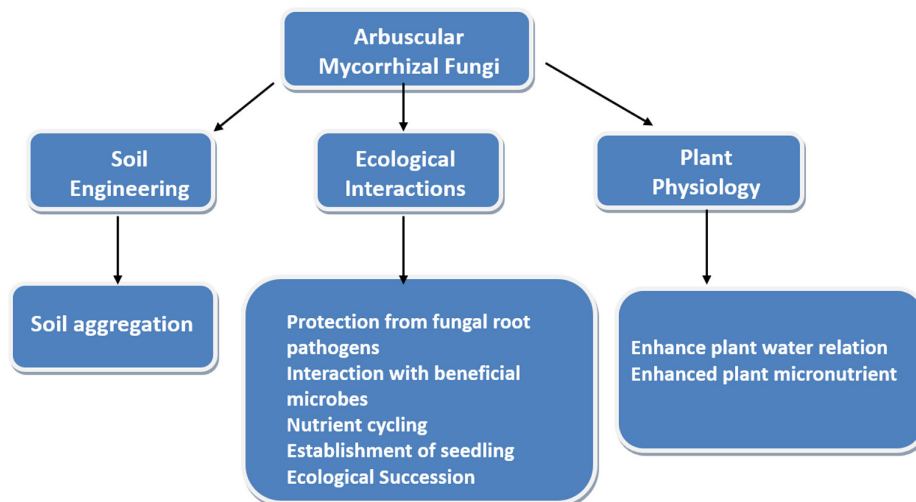 Arbuscular
Mycorrhizal Fungi
Soil
Engineering
Ecological
Interactions
Plant
Physiology
Soil aggregation
Protection from fungal root
pathogens
Interaction with beneficial
microbes
Nutrient cycling
Establishment of seedling
Ecological Succession
Enhance plant water relation
Enhanced plant micronutrient